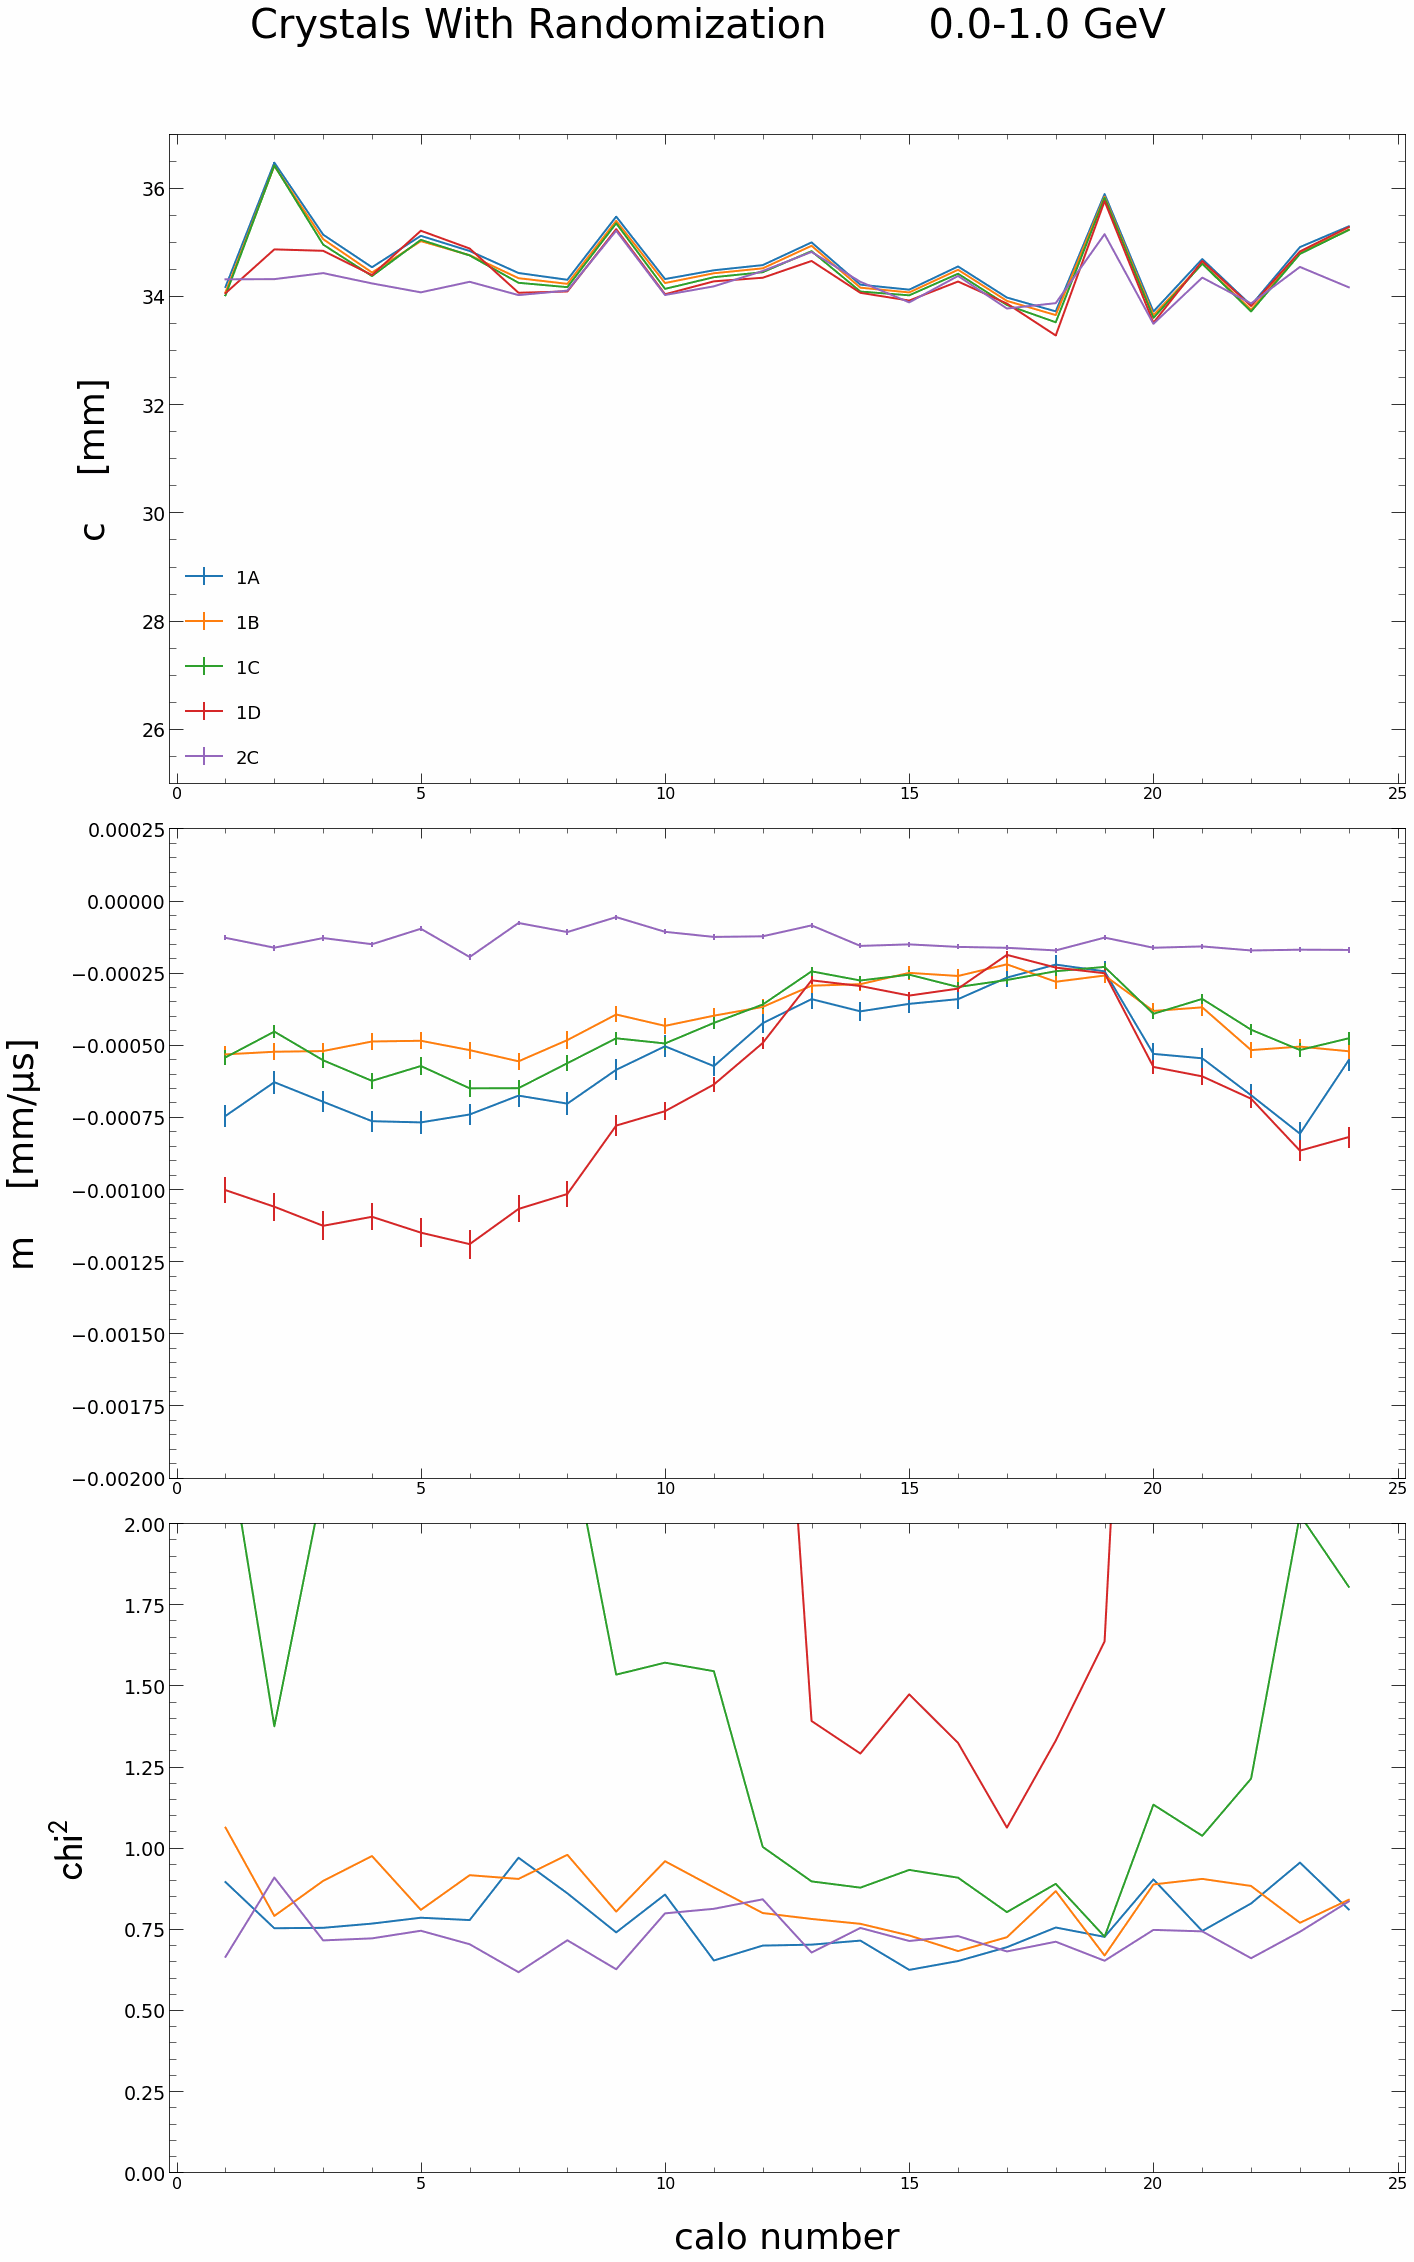 Crystals With Randomization 0.0-1.0 GeV
36
34
32
30
28
26
c [mm]
1A
1B
1C
1D
2C
0 5 10 15 20 25
0.00025
0.00000
−0.00025
−0.00050
−0.00075
−0.00100
−0.00125
−0.00150
−0.00175
−0.00200
m [mm/µs]
0 5 10 15 20 25
2.00
1.75
1.50
1.25
1.00
0.75
0.50
0.25
0.00
chi²
0 5 10 15 20 25
calo number